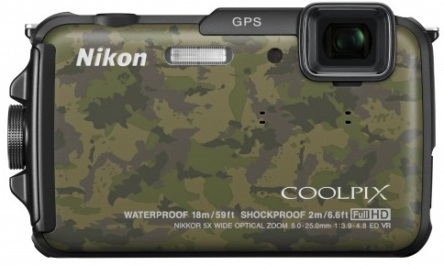 GPS
Nikon
COOLPIX
WATERPROOF 18m/59ft SHOCKPROOF 2m/6.6ft Full HD
NIKKOR 5X WIDE OPTICAL ZOOM 5.0-25.0mm 1:3.9-4.8 ED VR